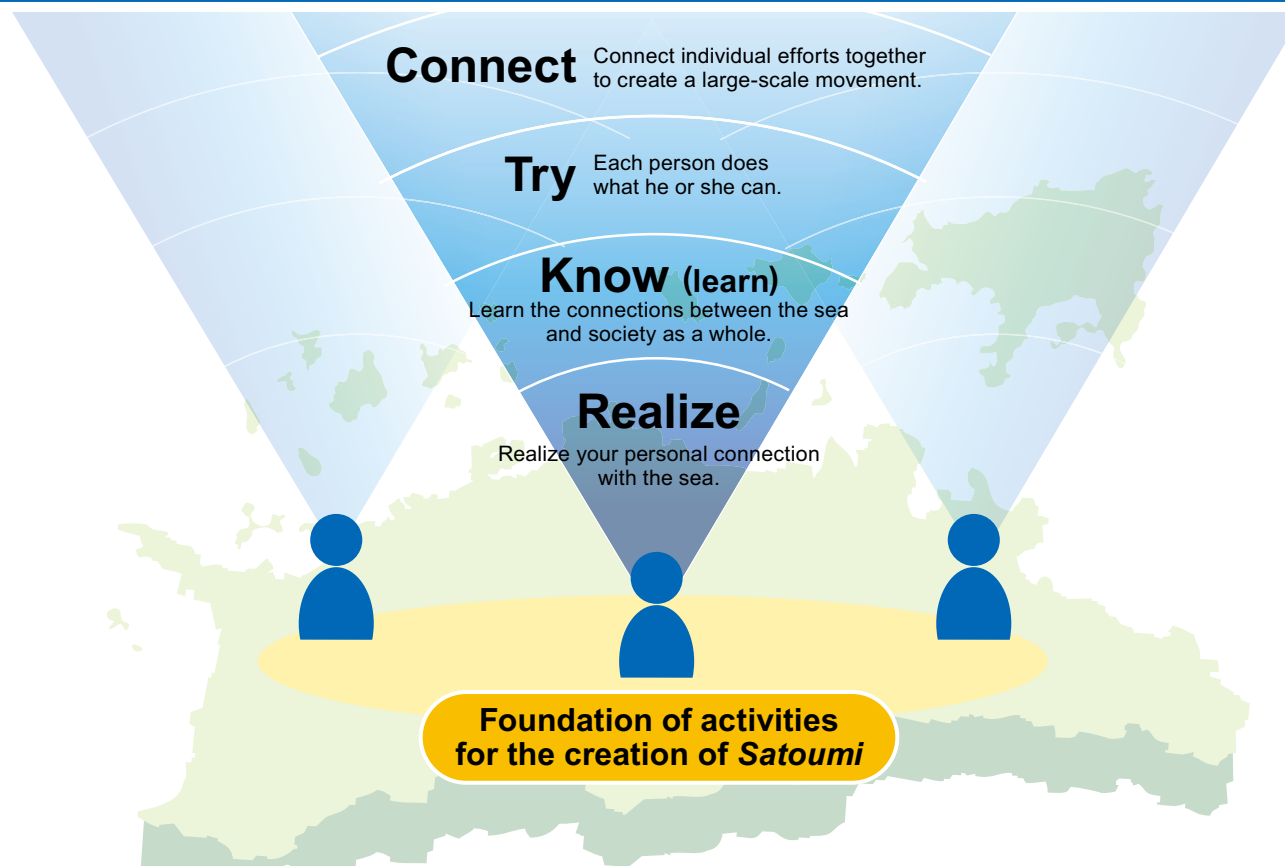 Connect Connect individual efforts together
to create a large-scale movement.
Try Each person does
what he or she can.
Know (learn)
Learn the connections between the sea
and society as a whole.
Realize
Realize your personal connection
with the sea.
Foundation of activities
for the creation of Satoumi